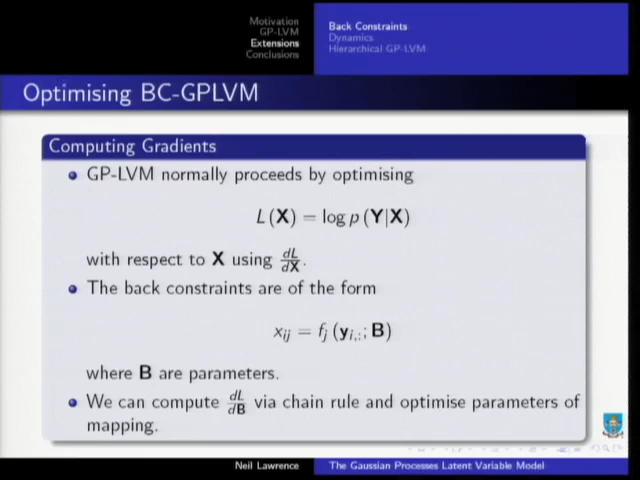 Motivation
GP-LVM
Extensions
Conclusions
Back Constraints
Dynamics
Hierarchical GP-LVM
Optimising BC-GPLVM
Computing Gradients
GP-LVM normally proceeds by optimising
L(X) = log p(Y|X)
with respect to X using dL/dX.
The back constraints are of the form
x_ij = f_j(y_i,:; B)
where B are parameters.
We can compute dL/dB via chain rule and optimise parameters of
mapping.
Neil Lawrence
The Gaussian Processes Latent Variable Model